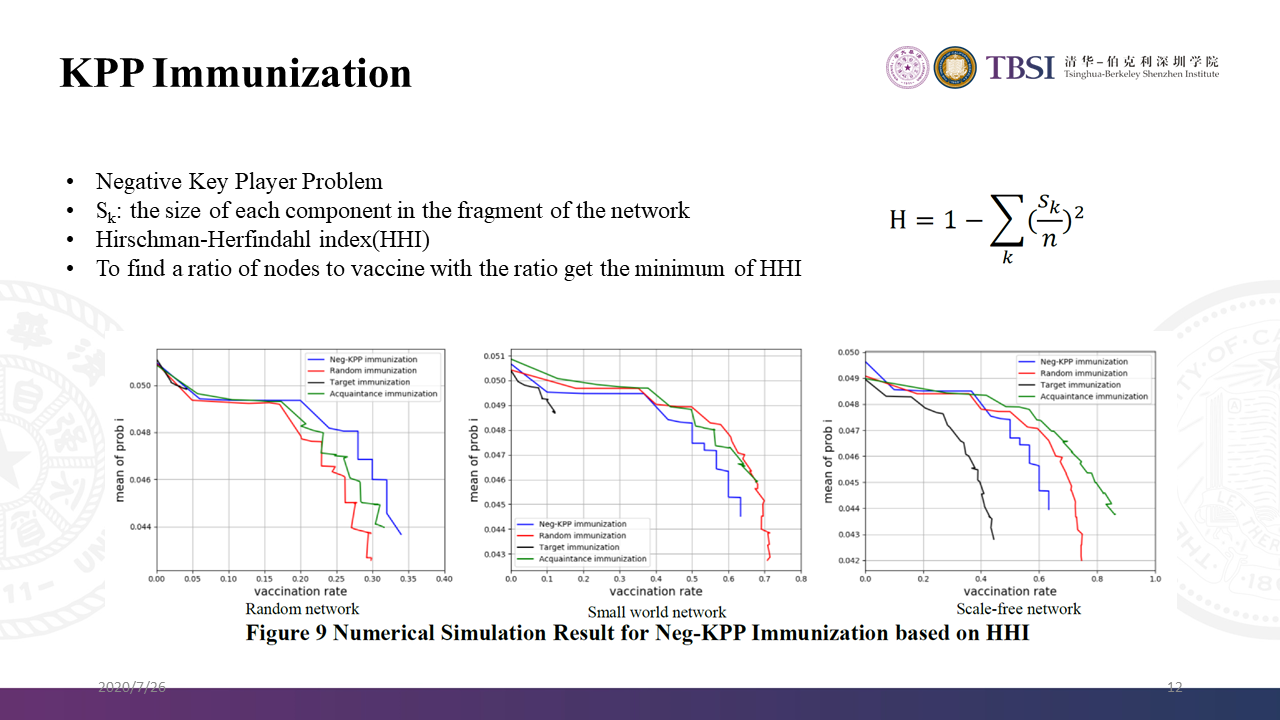 KPP Immunization
TBSI 清华-伯克利深圳学院
Tsinghua-Berkeley Shenzhen Institute
• Negative Key Player Problem
• Sk: the size of each component in the fragment of the network
• Hirschman-Herfindahl index(HHI)
• To find a ratio of nodes to vaccine with the ratio get the minimum of HHI
H = 1 − ∑k (sk/n)²
Neg-KPP immunization
Random immunization
Target immunization
Acquaintance immunization
0.050
0.048
0.046
0.044
mean of prob i
0.00 0.05 0.10 0.15 0.20 0.25 0.30 0.35 0.40
vaccination rate
Random network
0.051
0.050
0.049
0.048
0.047
0.046
0.045
0.044
0.043
mean of prob i
Neg-KPP immunization
Random immunization
Target immunization
Acquaintance immunization
0.0 0.1 0.2 0.3 0.4 0.5 0.6 0.7 0.8
vaccination rate
Small world network
Neg-KPP immunization
Random immunization
Target immunization
Acquaintance immunization
0.050
0.049
0.048
0.047
0.046
0.045
0.044
0.043
0.042
mean of prob i
0.0 0.2 0.4 0.6 0.8 1.0
vaccination rate
Scale-free network
Figure 9 Numerical Simulation Result for Neg-KPP Immunization based on HHI
2020/7/26
12